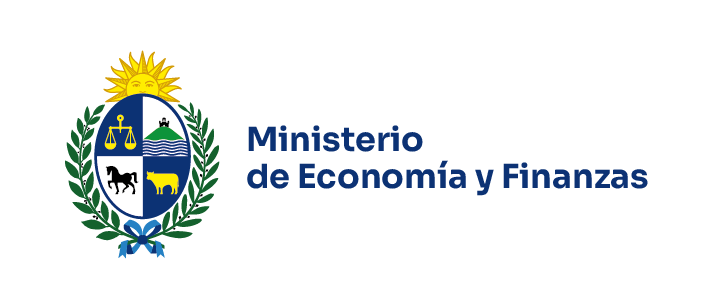 Ministerio
de Economía y Finanzas